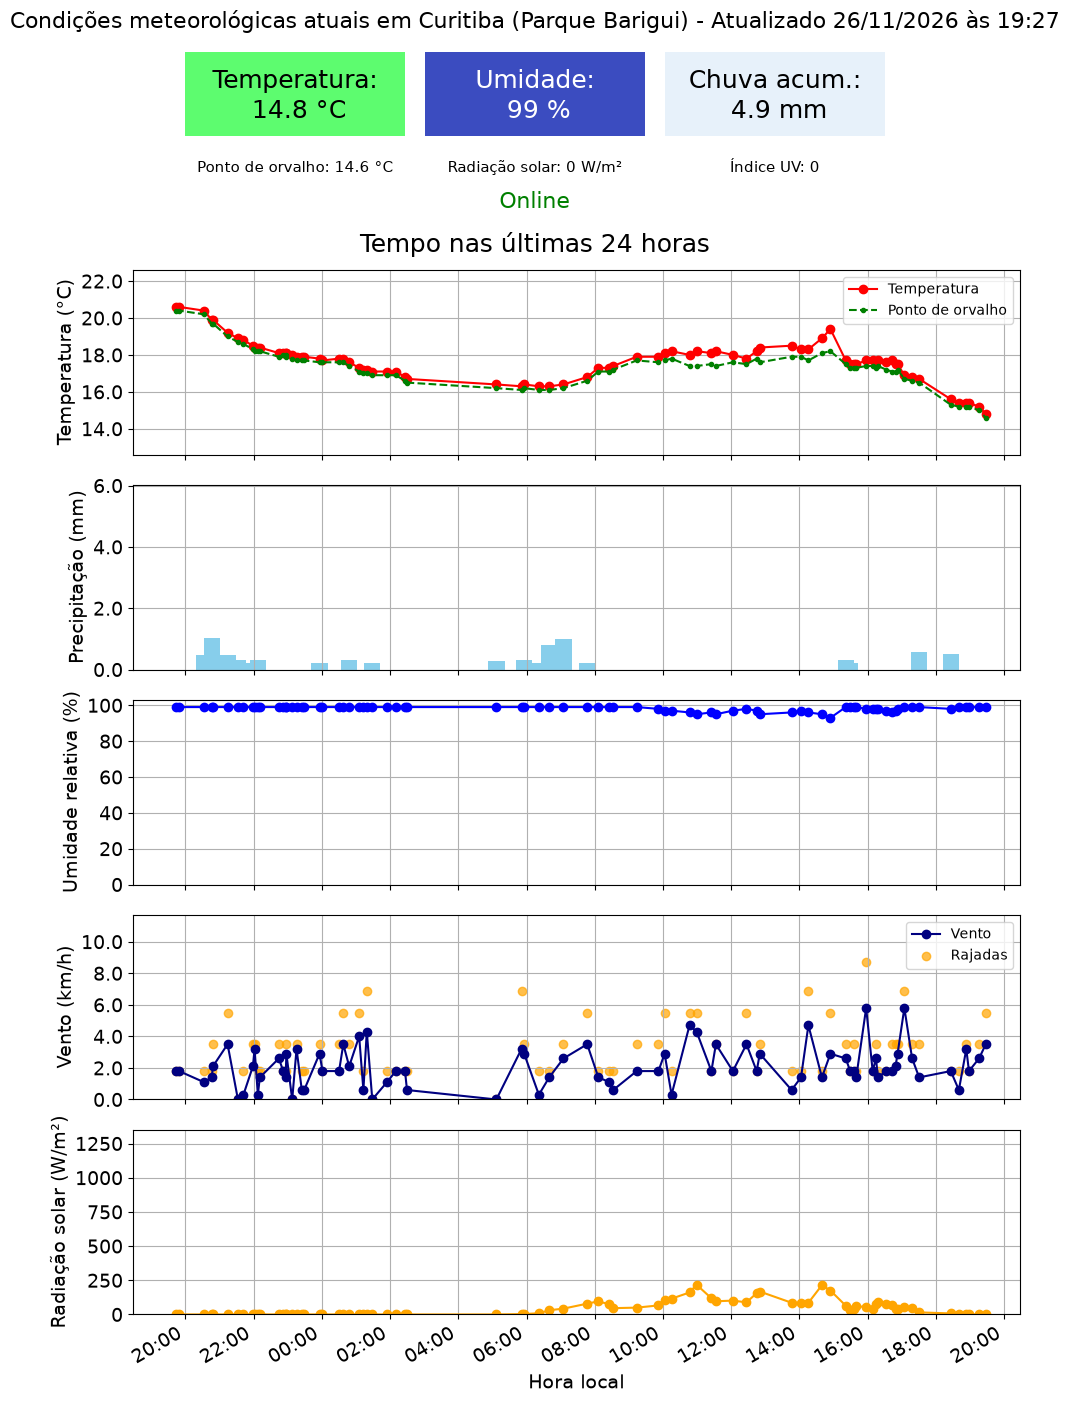 Condições meteorológicas atuais em Curitiba (Parque Barigui) - Atualizado 26/11/2026 às 19:27
Temperatura:
14.8 °C
Umidade:
99 %
Chuva acum.:
4.9 mm
Ponto de orvalho: 14.6 °C
Radiação solar: 0 W/m²
Índice UV: 0
Online
Tempo nas últimas 24 horas
Temperatura (°C)
22.0
20.0
18.0
16.0
14.0
Temperatura
Ponto de orvalho
Precipitação (mm)
6.0
4.0
2.0
0.0
Umidade relativa (%)
100
80
60
40
20
0
Vento (km/h)
10.0
8.0
6.0
4.0
2.0
0.0
Vento
Rajadas
Radiação solar (W/m²)
1250
1000
750
500
250
0
20:00
22:00
00:00
02:00
04:00
06:00
08:00
10:00
12:00
14:00
16:00
18:00
20:00
Hora local